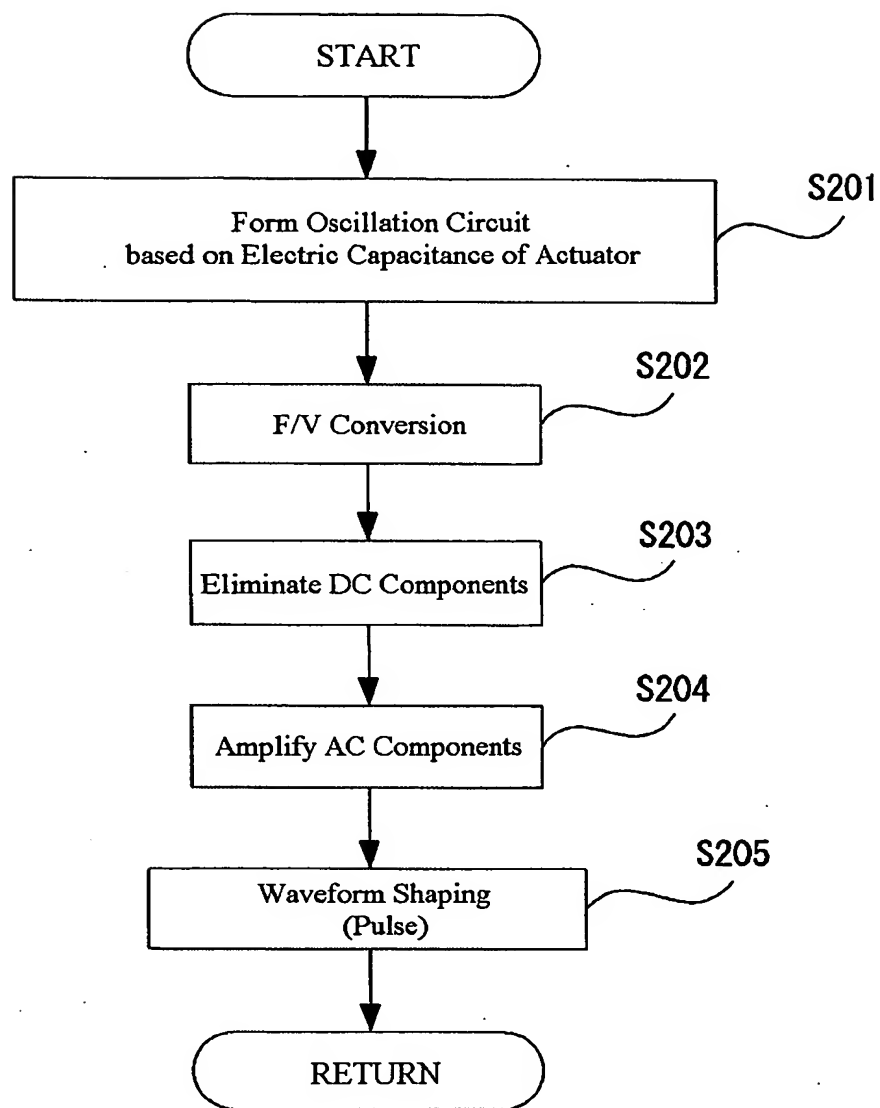 START
S201
Form Oscillation Circuit
based on Electric Capacitance of Actuator
S202
F/V Conversion
S203
Eliminate DC Components
S204
Amplify AC Components
S205
Waveform Shaping
(Pulse)
RETURN